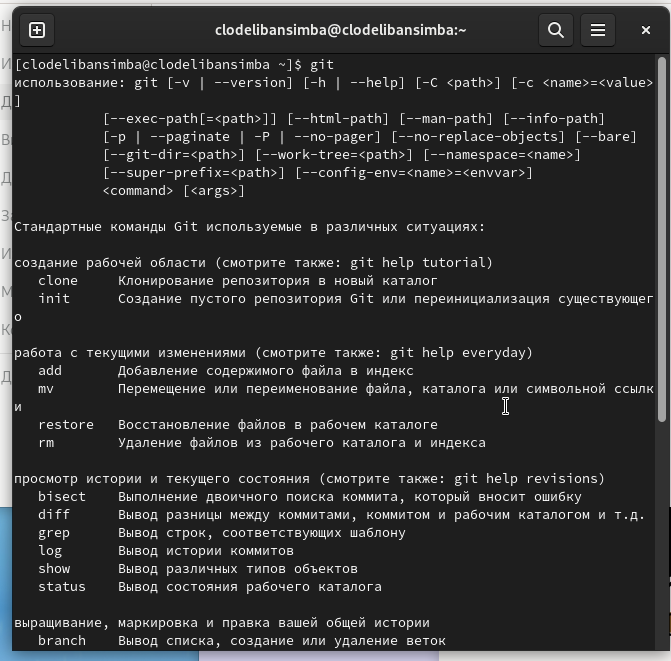 clodelibansimba@clodelibansimba:~
[clodelibansimba@clodelibansimba ~]$ git
использование: git [-v | --version] [-h | --help] [-C <path>] [-c <name>=<value>
]
[--exec-path[=<path>]] [--html-path] [--man-path] [--info-path]
[-p | --paginate | -P | --no-pager] [--no-replace-objects] [--bare]
[--git-dir=<path>] [--work-tree=<path>] [--namespace=<name>]
[--super-prefix=<path>] [--config-env=<name>=<envvar>]
<command> [<args>]
Стандартные команды Git используемые в различных ситуациях:
создание рабочей области (смотрите также: git help tutorial)
clone Клонирование репозитория в новый каталог
init Создание пустого репозитория Git или переинициализация существующег
о
работа с текущими изменениями (смотрите также: git help everyday)
add Добавление содержимого файла в индекс
mv Перемещение или переименование файла, каталога или символьной ссылк
и
restore Восстановление файлов в рабочем каталоге
rm Удаление файлов из рабочего каталога и индекса
просмотр истории и текущего состояния (смотрите также: git help revisions)
bisect Выполнение двоичного поиска коммита, который вносит ошибку
diff Вывод разницы между коммитами, коммитом и рабочим каталогом и т.д.
grep Вывод строк, соответствующих шаблону
log Вывод истории коммитов
show Вывод различных типов объектов
status Вывод состояния рабочего каталога
выращивание, маркировка и правка вашей общей истории
branch Вывод списка, создание или удаление веток